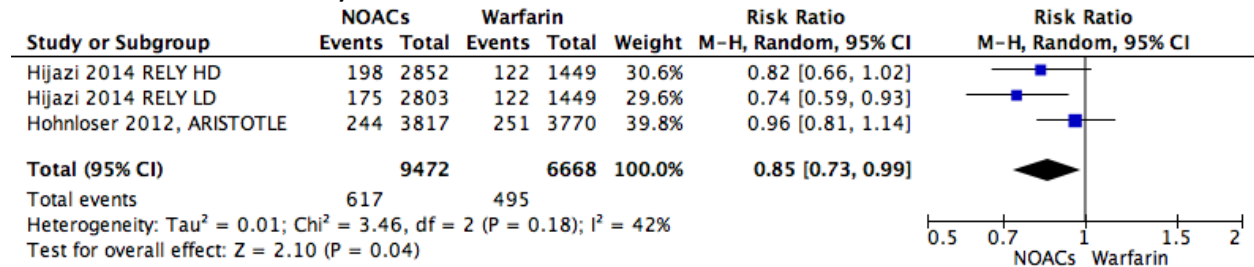 NOACs Warfarin Risk Ratio Risk Ratio
Study or Subgroup Events Total Events Total Weight M-H, Random, 95% CI M-H, Random, 95% CI
Hijazi 2014 RELY HD 198 2852 122 1449 30.6% 0.82 [0.66, 1.02]
Hijazi 2014 RELY LD 175 2803 122 1449 29.6% 0.74 [0.59, 0.93]
Hohnloser 2012, ARISTOTLE 244 3817 251 3770 39.8% 0.96 [0.81, 1.14]
Total (95% CI) 9472 6668 100.0% 0.85 [0.73, 0.99]
Total events 617 495
Heterogeneity: Tau² = 0.01; Chi² = 3.46, df = 2 (P = 0.18); I² = 42%
Test for overall effect: Z = 2.10 (P = 0.04)
0.5 0.7 1 1.5 2
NOACs Warfarin